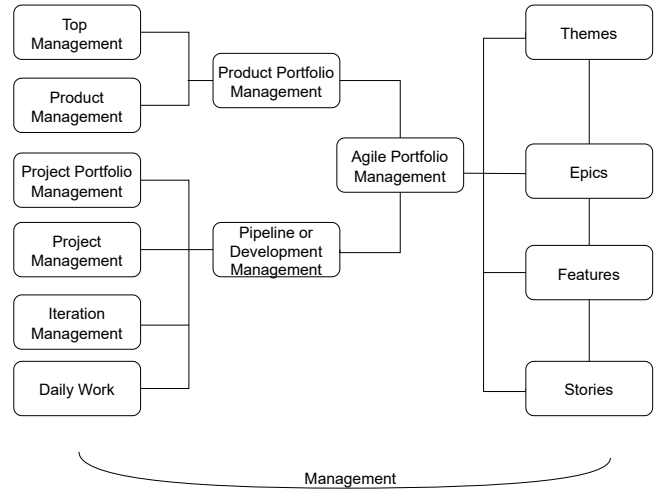 Top
Management
Product
Management
Project Portfolio
Management
Project
Management
Iteration
Management
Daily Work
Product Portfolio
Management
Pipeline or
Development
Management
Agile Portfolio
Management
Themes
Epics
Features
Stories
Management